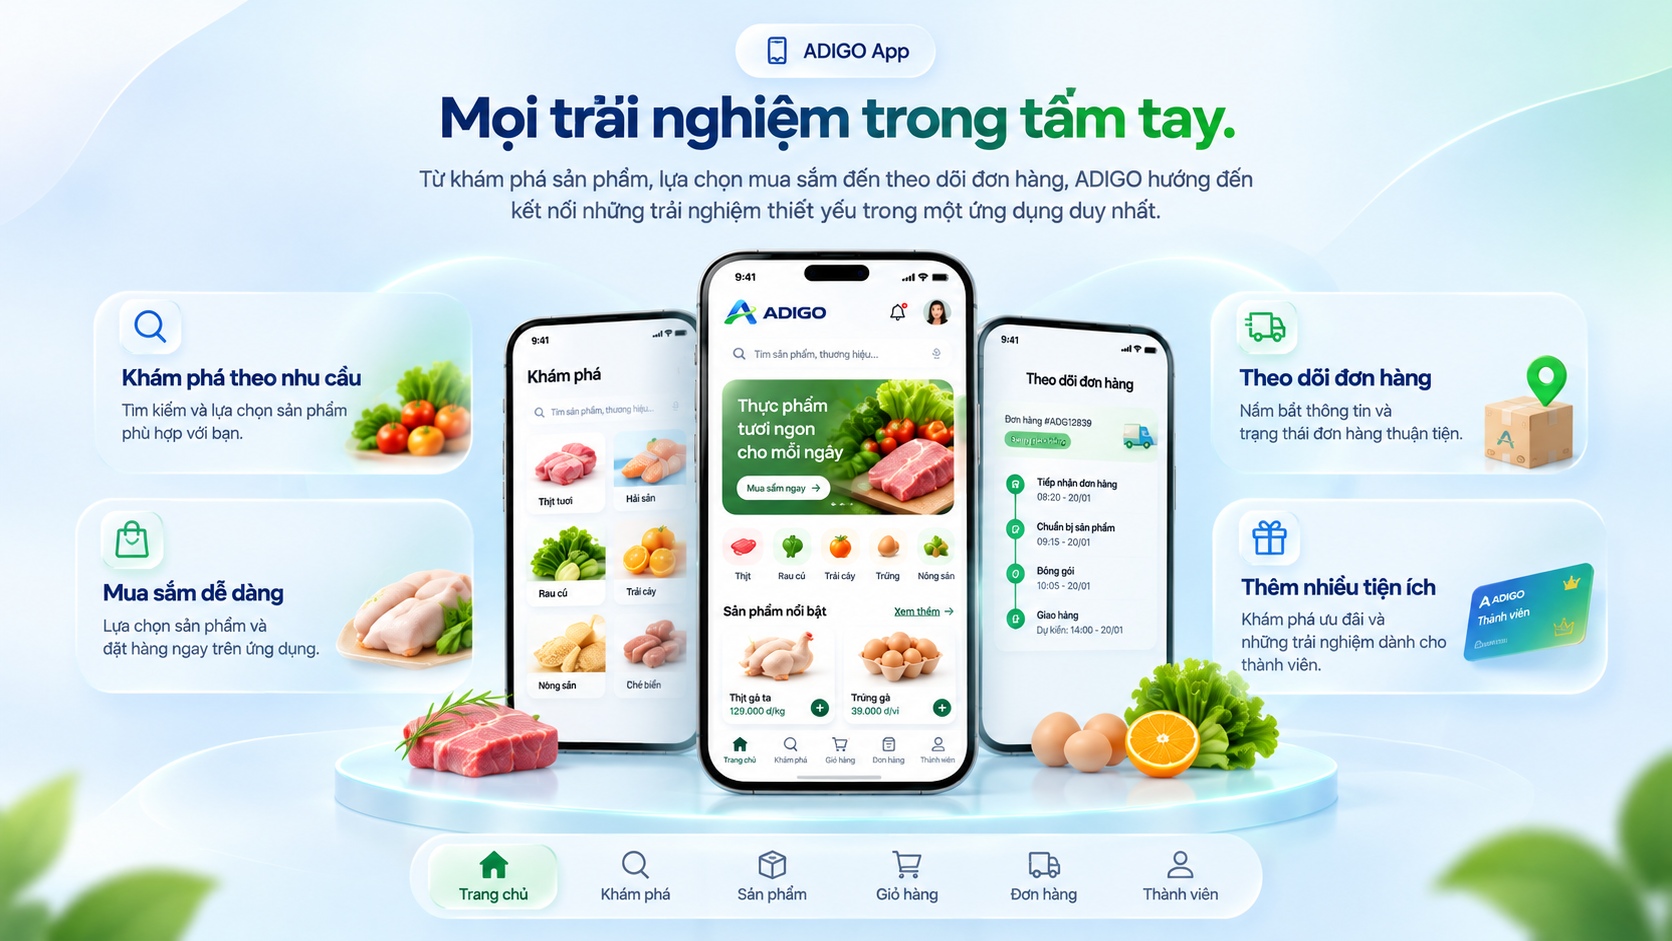 ADIGO App
Mọi trải nghiệm trong tầm tay.
Từ khám phá sản phẩm, lựa chọn mua sắm đến theo dõi đơn hàng, ADIGO hướng đến
kết nối những trải nghiệm thiết yếu trong một ứng dụng duy nhất.
Khám phá theo nhu cầu
Tìm kiếm và lựa chọn sản phẩm
phù hợp với bạn.
Mua sắm dễ dàng
Lựa chọn sản phẩm và
đặt hàng ngay trên ứng dụng.
9:41
Khám phá
Tìm sản phẩm, thương hiệu...
Thịt tươi
Hải sản
Rau củ
Trái cây
Nông sản
Chế biến
9:41
ADIGO
Tìm sản phẩm, thương hiệu...
Thực phẩm
tươi ngon
cho mỗi ngày
Mua sắm ngay →
Thịt
Rau củ
Trái cây
Trứng
Nông sản
Sản phẩm nổi bật
Xem thêm →
Thịt gà ta
129.000 đ/kg
Trứng gà
39.000 đ/vỉ
Trang chủ
Khám phá
Giỏ hàng
Đơn hàng
Thành viên
9:41
Theo dõi đơn hàng
Đơn hàng #ADG12839
Tiếp nhận đơn hàng
08:20 - 20/01
Chuẩn bị sản phẩm
09:15 - 20/01
Đóng gói
10:05 - 20/01
Giao hàng
Dự kiến: 14:00 - 20/01
Theo dõi đơn hàng
Nắm bắt thông tin và
trạng thái đơn hàng thuận tiện.
Thêm nhiều tiện ích
Khám phá ưu đãi và
những trải nghiệm dành cho
thành viên.
ADIGO
Thành viên
Trang chủ
Khám phá
Sản phẩm
Giỏ hàng
Đơn hàng
Thành viên